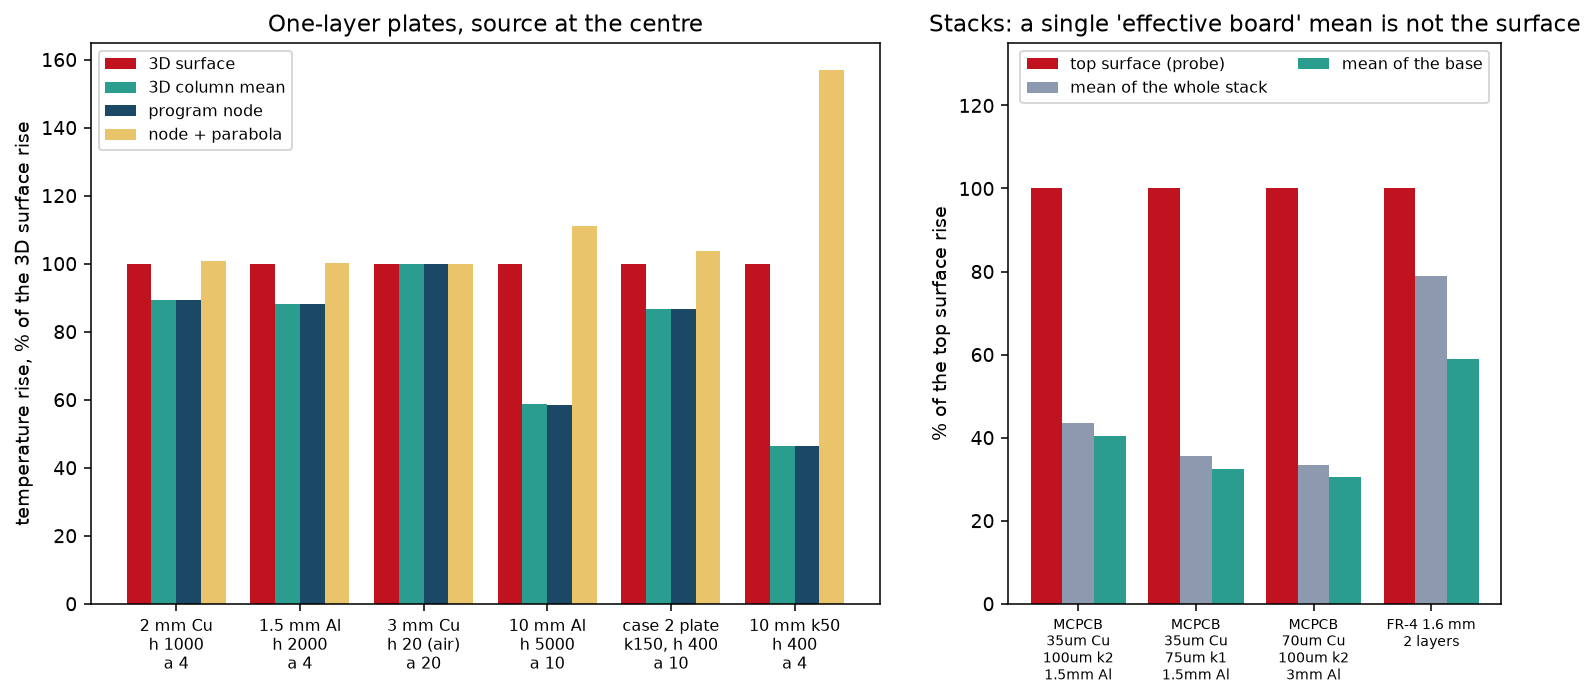 One-layer plates, source at the centre
temperature rise, % of the 3D surface rise
160
140
120
100
80
60
40
20
0
3D surface
3D column mean
program node
node + parabola
2 mm Cu
h 1000
a 4
1.5 mm Al
h 2000
a 4
3 mm Cu
h 20 (air)
a 20
10 mm Al
h 5000
a 10
case 2 plate
k150, h 400
a 10
10 mm k50
h 400
a 4
Stacks: a single 'effective board' mean is not the surface
% of the top surface rise
120
100
80
60
40
20
0
top surface (probe)
mean of the whole stack
mean of the base
MCPCB
35um Cu
100um k2
1.5mm Al
MCPCB
35um Cu
75um k1
1.5mm Al
MCPCB
70um Cu
100um k2
3mm Al
FR-4 1.6 mm
2 layers